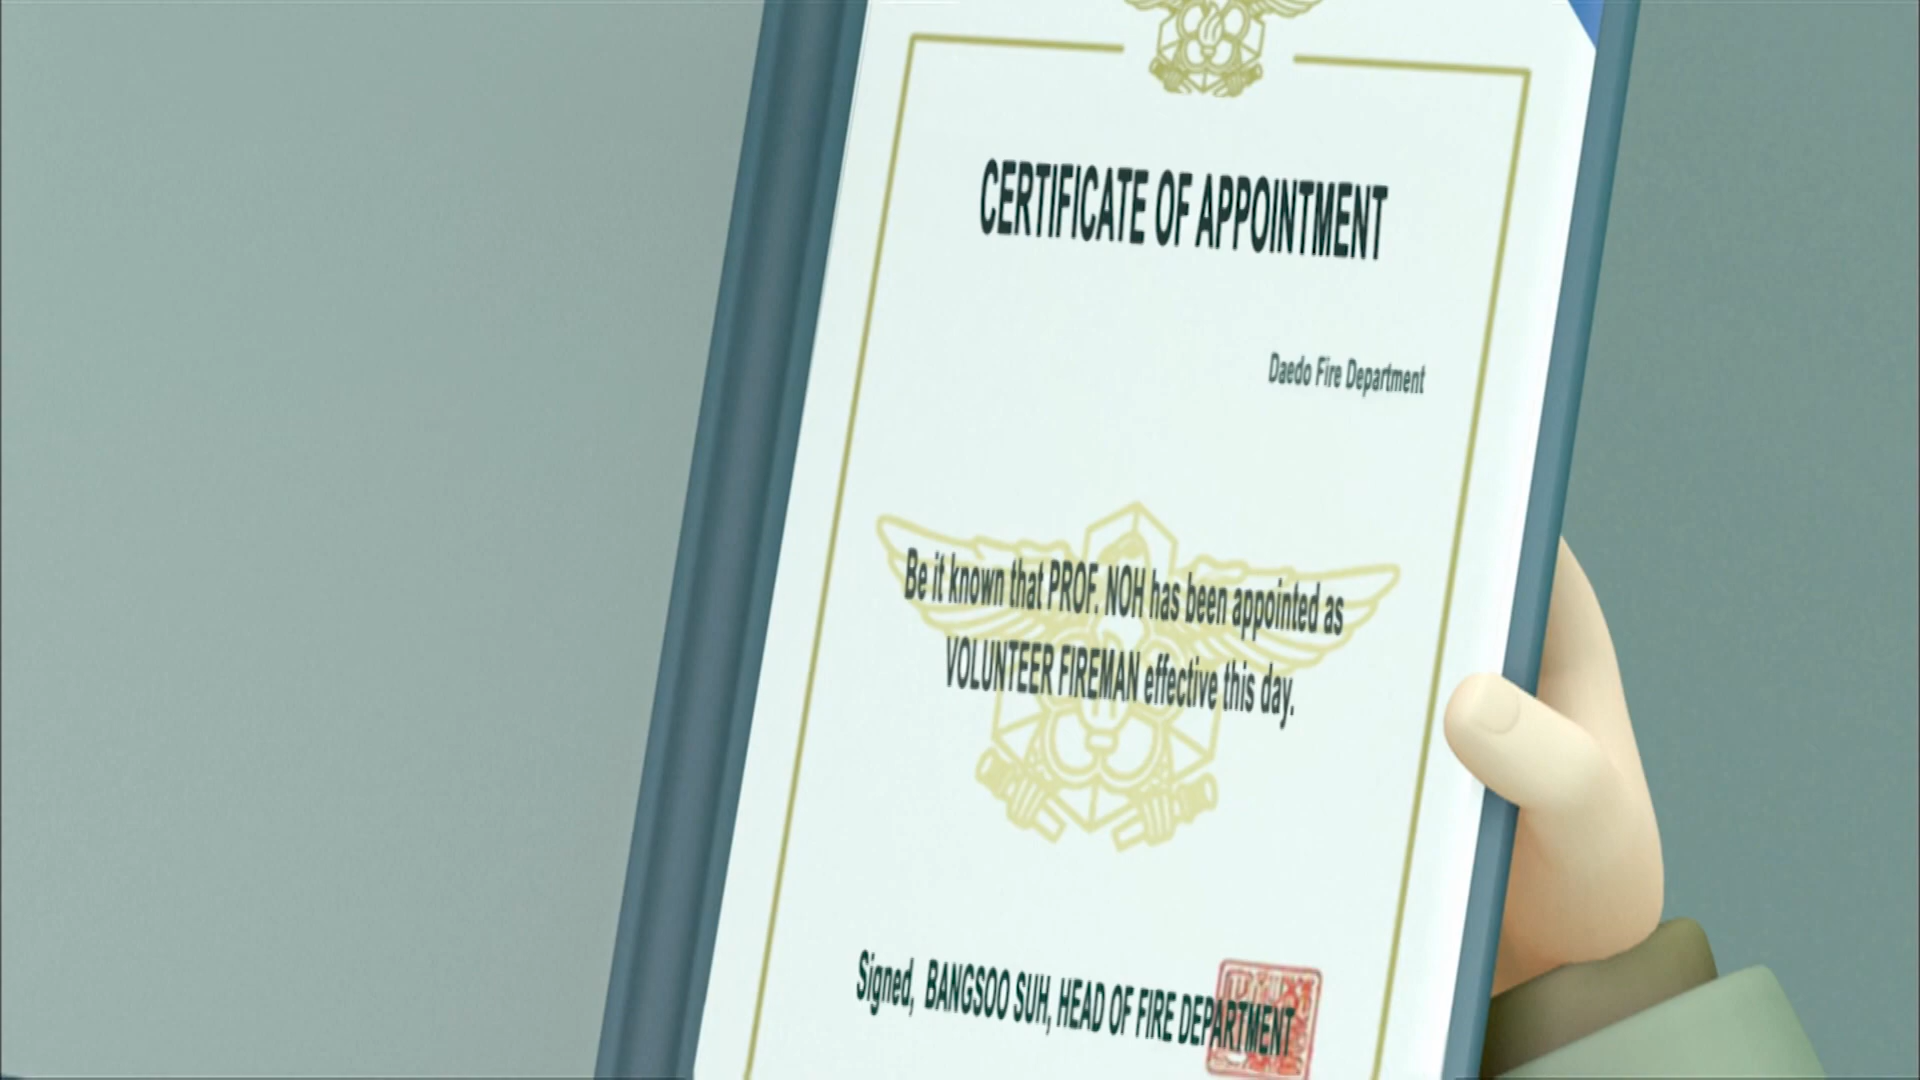 CERTIFICATE OF APPOINTMENT
Daedo Fire Department
Be it known that PROF. NOH has been appointed as
VOLUNTEER FIREMAN effective this day.
Signed, BANGSOO SUH, HEAD OF FIRE DEPARTMENT